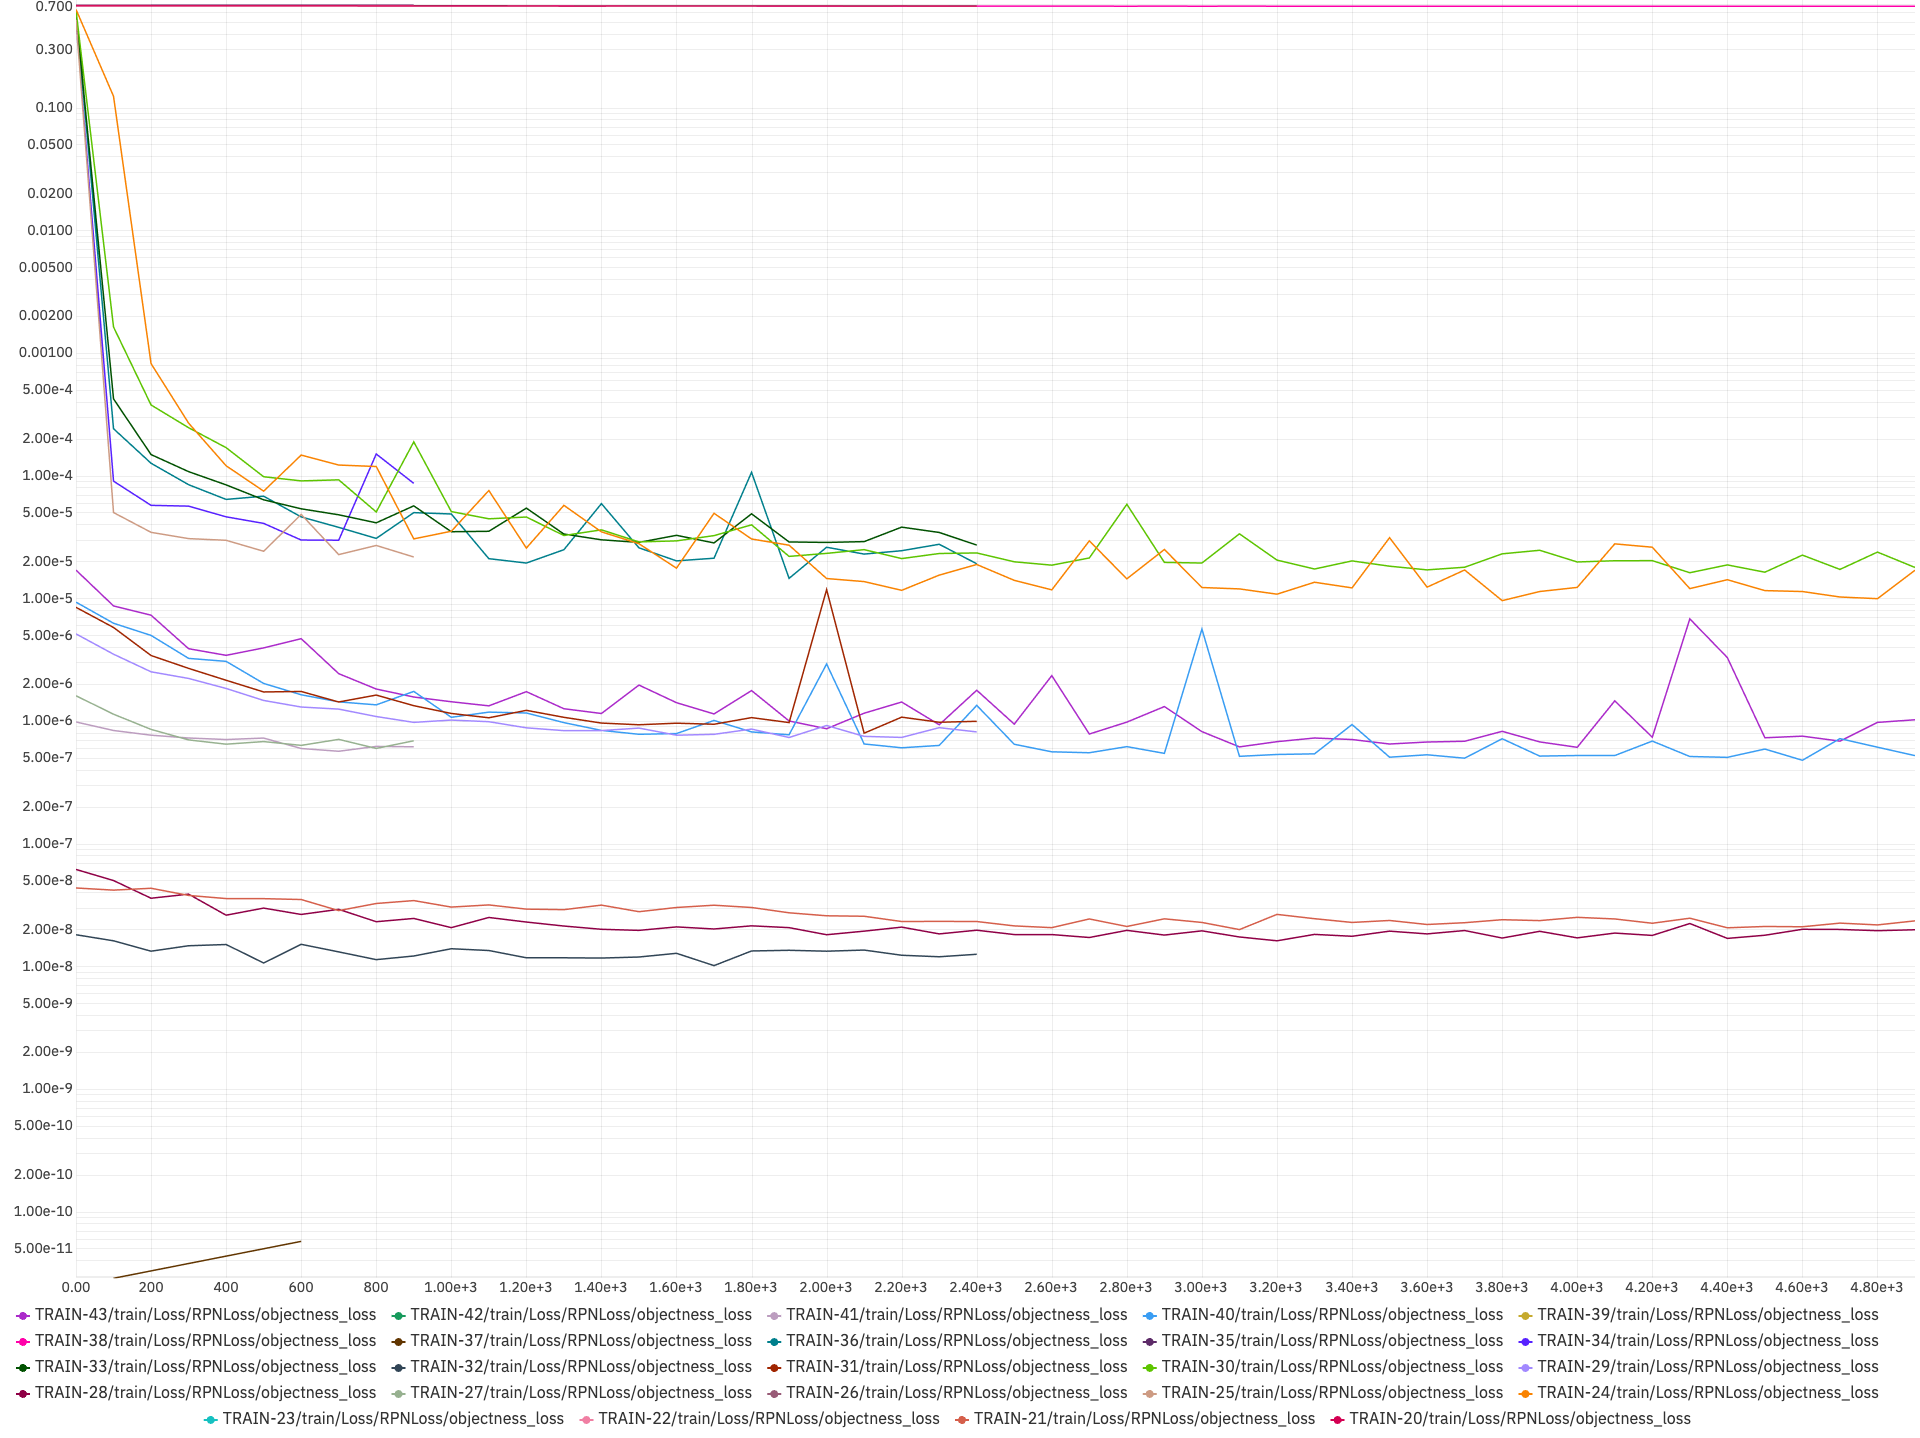 0.700
0.300
0.100
0.0500
0.0200
0.0100
0.00500
0.00200
0.00100
5.00e-4
2.00e-4
1.00e-4
5.00e-5
2.00e-5
1.00e-5
5.00e-6
2.00e-6
1.00e-6
5.00e-7
2.00e-7
1.00e-7
5.00e-8
2.00e-8
1.00e-8
5.00e-9
2.00e-9
1.00e-9
5.00e-10
2.00e-10
1.00e-10
5.00e-11
0.00 200 400 600 800 1.00e+3 1.20e+3 1.40e+3 1.60e+3 1.80e+3 2.00e+3 2.20e+3 2.40e+3 2.60e+3 2.80e+3 3.00e+3 3.20e+3 3.40e+3 3.60e+3 3.80e+3 4.00e+3 4.20e+3 4.40e+3 4.60e+3 4.80e+3
TRAIN-43/train/Loss/RPNLoss/objectness_loss TRAIN-42/train/Loss/RPNLoss/objectness_loss TRAIN-41/train/Loss/RPNLoss/objectness_loss TRAIN-40/train/Loss/RPNLoss/objectness_loss TRAIN-39/train/Loss/RPNLoss/objectness_loss
TRAIN-38/train/Loss/RPNLoss/objectness_loss TRAIN-37/train/Loss/RPNLoss/objectness_loss TRAIN-36/train/Loss/RPNLoss/objectness_loss TRAIN-35/train/Loss/RPNLoss/objectness_loss TRAIN-34/train/Loss/RPNLoss/objectness_loss
TRAIN-33/train/Loss/RPNLoss/objectness_loss TRAIN-32/train/Loss/RPNLoss/objectness_loss TRAIN-31/train/Loss/RPNLoss/objectness_loss TRAIN-30/train/Loss/RPNLoss/objectness_loss TRAIN-29/train/Loss/RPNLoss/objectness_loss
TRAIN-28/train/Loss/RPNLoss/objectness_loss TRAIN-27/train/Loss/RPNLoss/objectness_loss TRAIN-26/train/Loss/RPNLoss/objectness_loss TRAIN-25/train/Loss/RPNLoss/objectness_loss TRAIN-24/train/Loss/RPNLoss/objectness_loss
TRAIN-23/train/Loss/RPNLoss/objectness_loss TRAIN-22/train/Loss/RPNLoss/objectness_loss TRAIN-21/train/Loss/RPNLoss/objectness_loss TRAIN-20/train/Loss/RPNLoss/objectness_loss